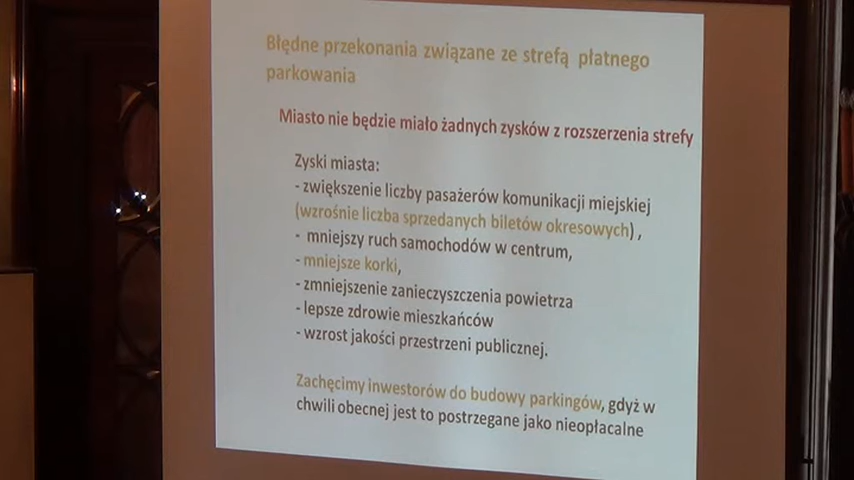 Błędne przekonania związane ze strefą płatnego
parkowania
Miasto nie będzie miało żadnych zysków z rozszerzenia strefy
Zyski miasta:
- zwiększenie liczby pasażerów komunikacji miejskiej
(wzrośnie liczba sprzedanych biletów okresowych) ,
- mniejszy ruch samochodów w centrum,
- mniejsze korki,
- zmniejszenie zanieczyszczenia powietrza
- lepsze zdrowie mieszkańców
- wzrost jakości przestrzeni publicznej.
Zachęcimy inwestorów do budowy parkingów, gdyż w
chwili obecnej jest to postrzegane jako nieopłacalne